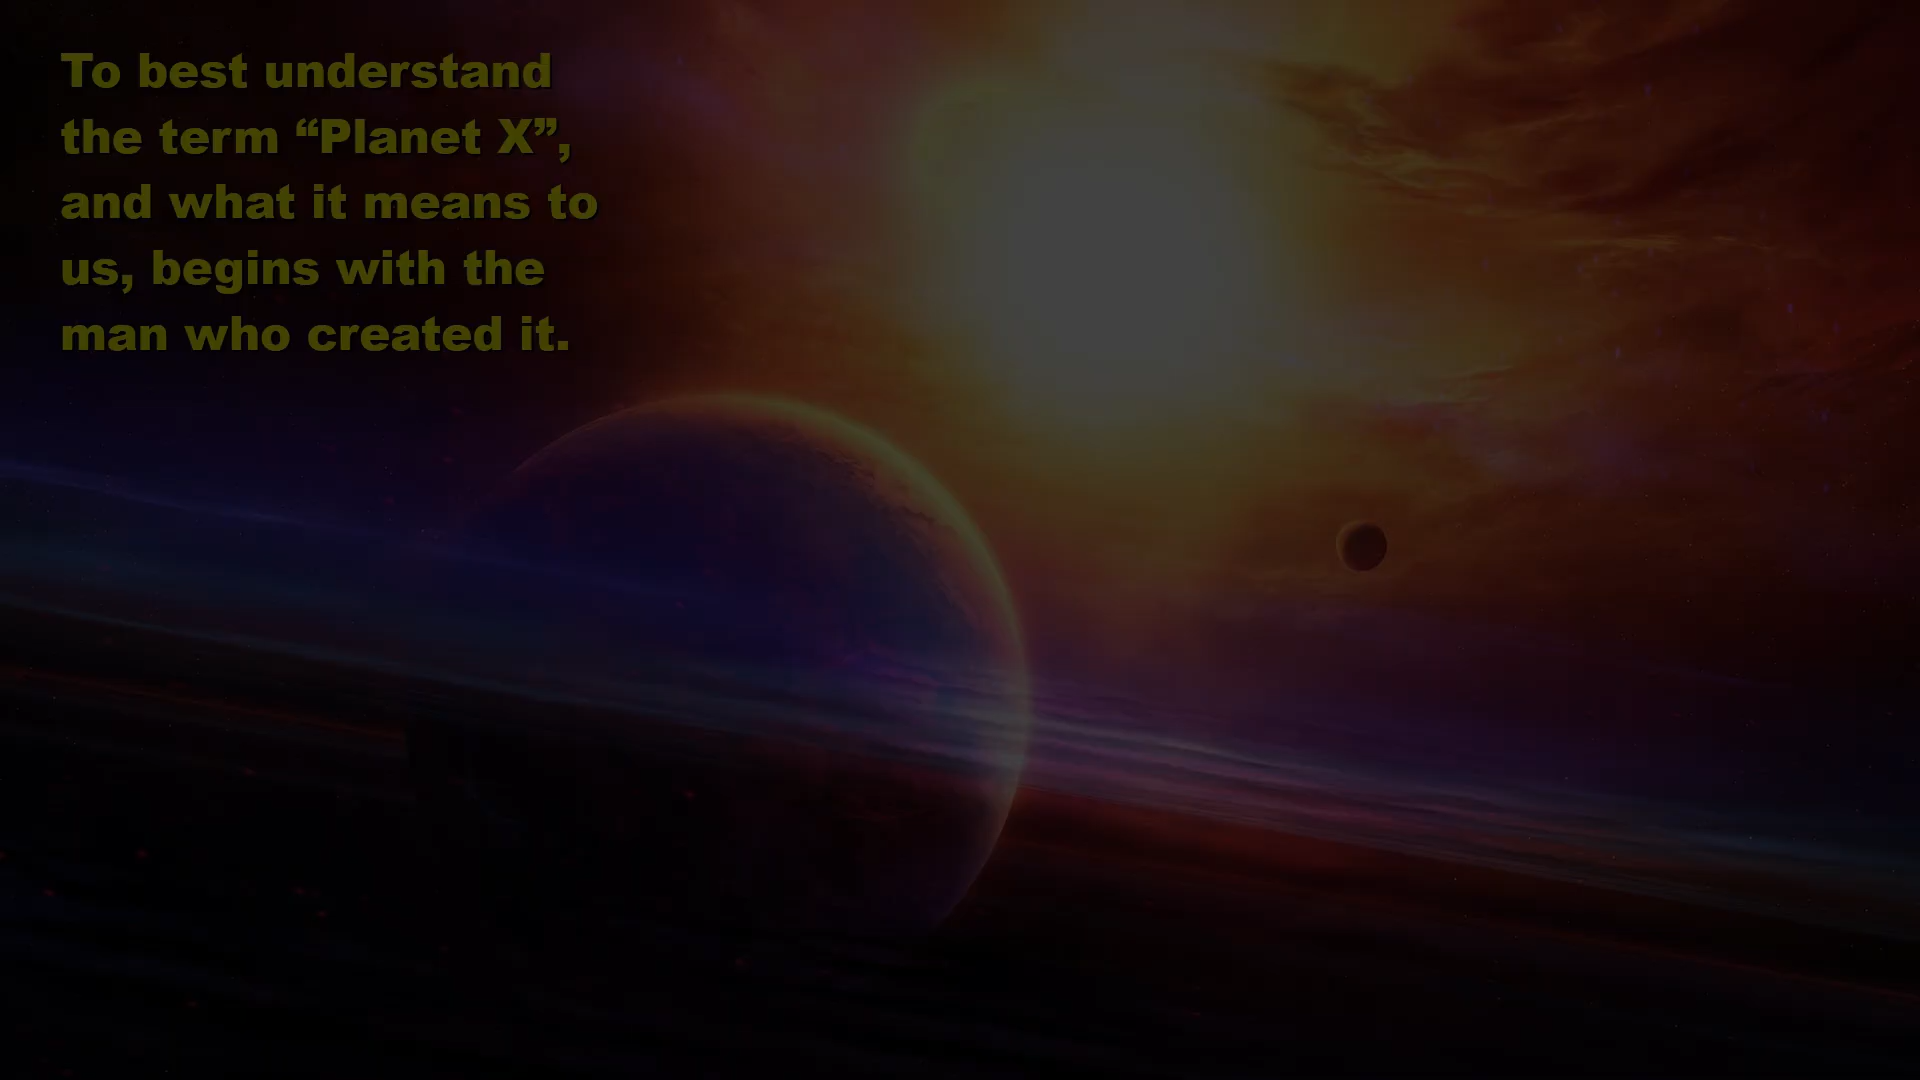 To best understand
the term “Planet X”,
and what it means to
us, begins with the
man who created it.